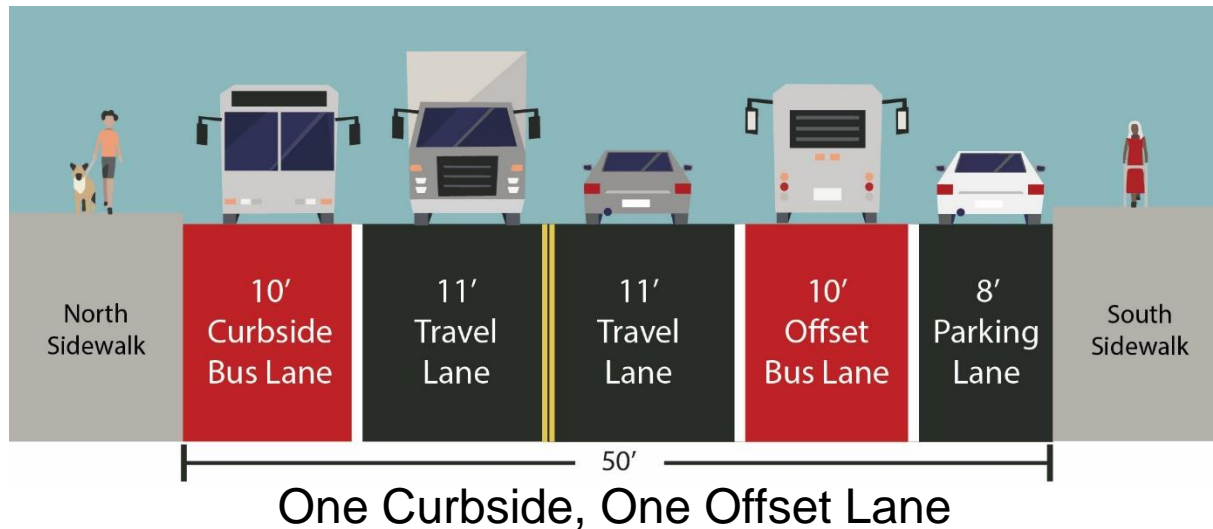 North
Sidewalk
10’
Curbside
Bus Lane
11’
Travel
Lane
11’
Travel
Lane
10’
Offset
Bus Lane
8’
Parking
Lane
South
Sidewalk
50’
One Curbside, One Offset Lane